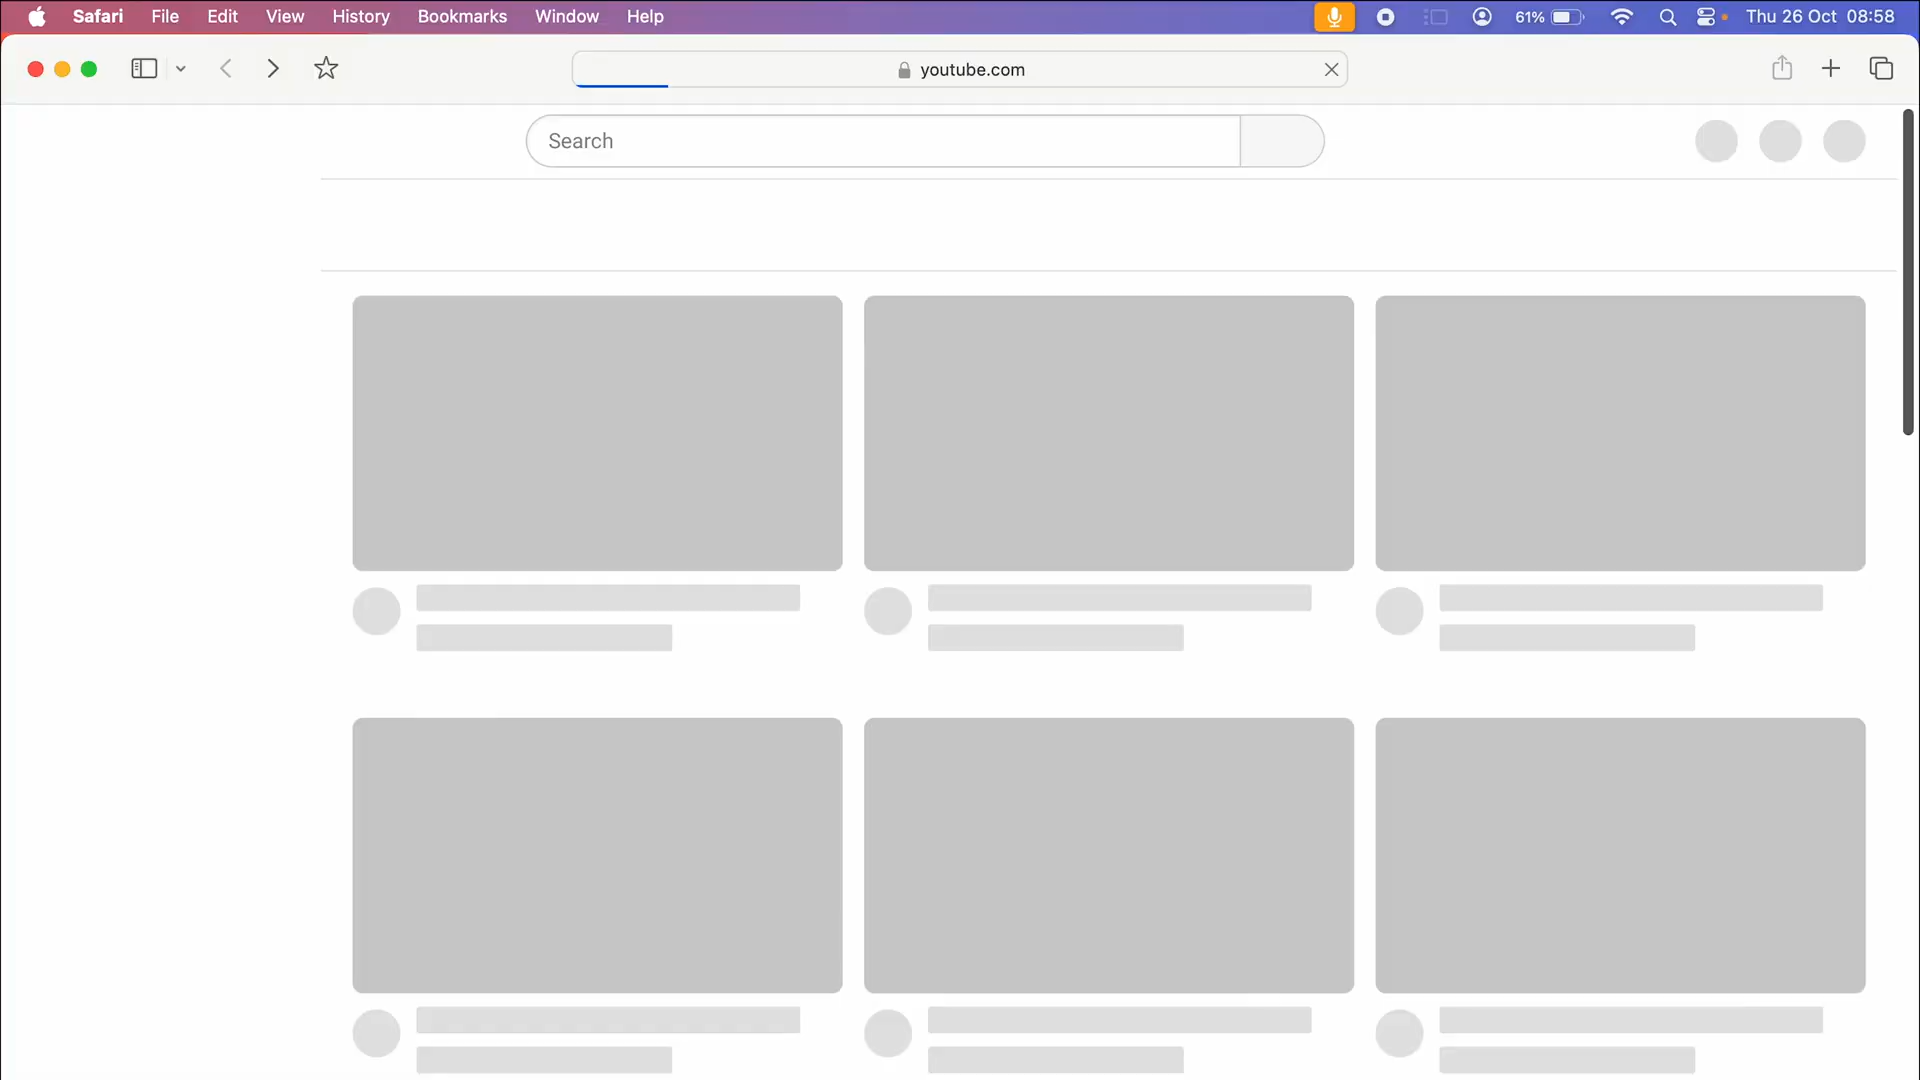 Safari File Edit View History Bookmarks Window Help 61% Thu 26 Oct 08:58
youtube.com
Search